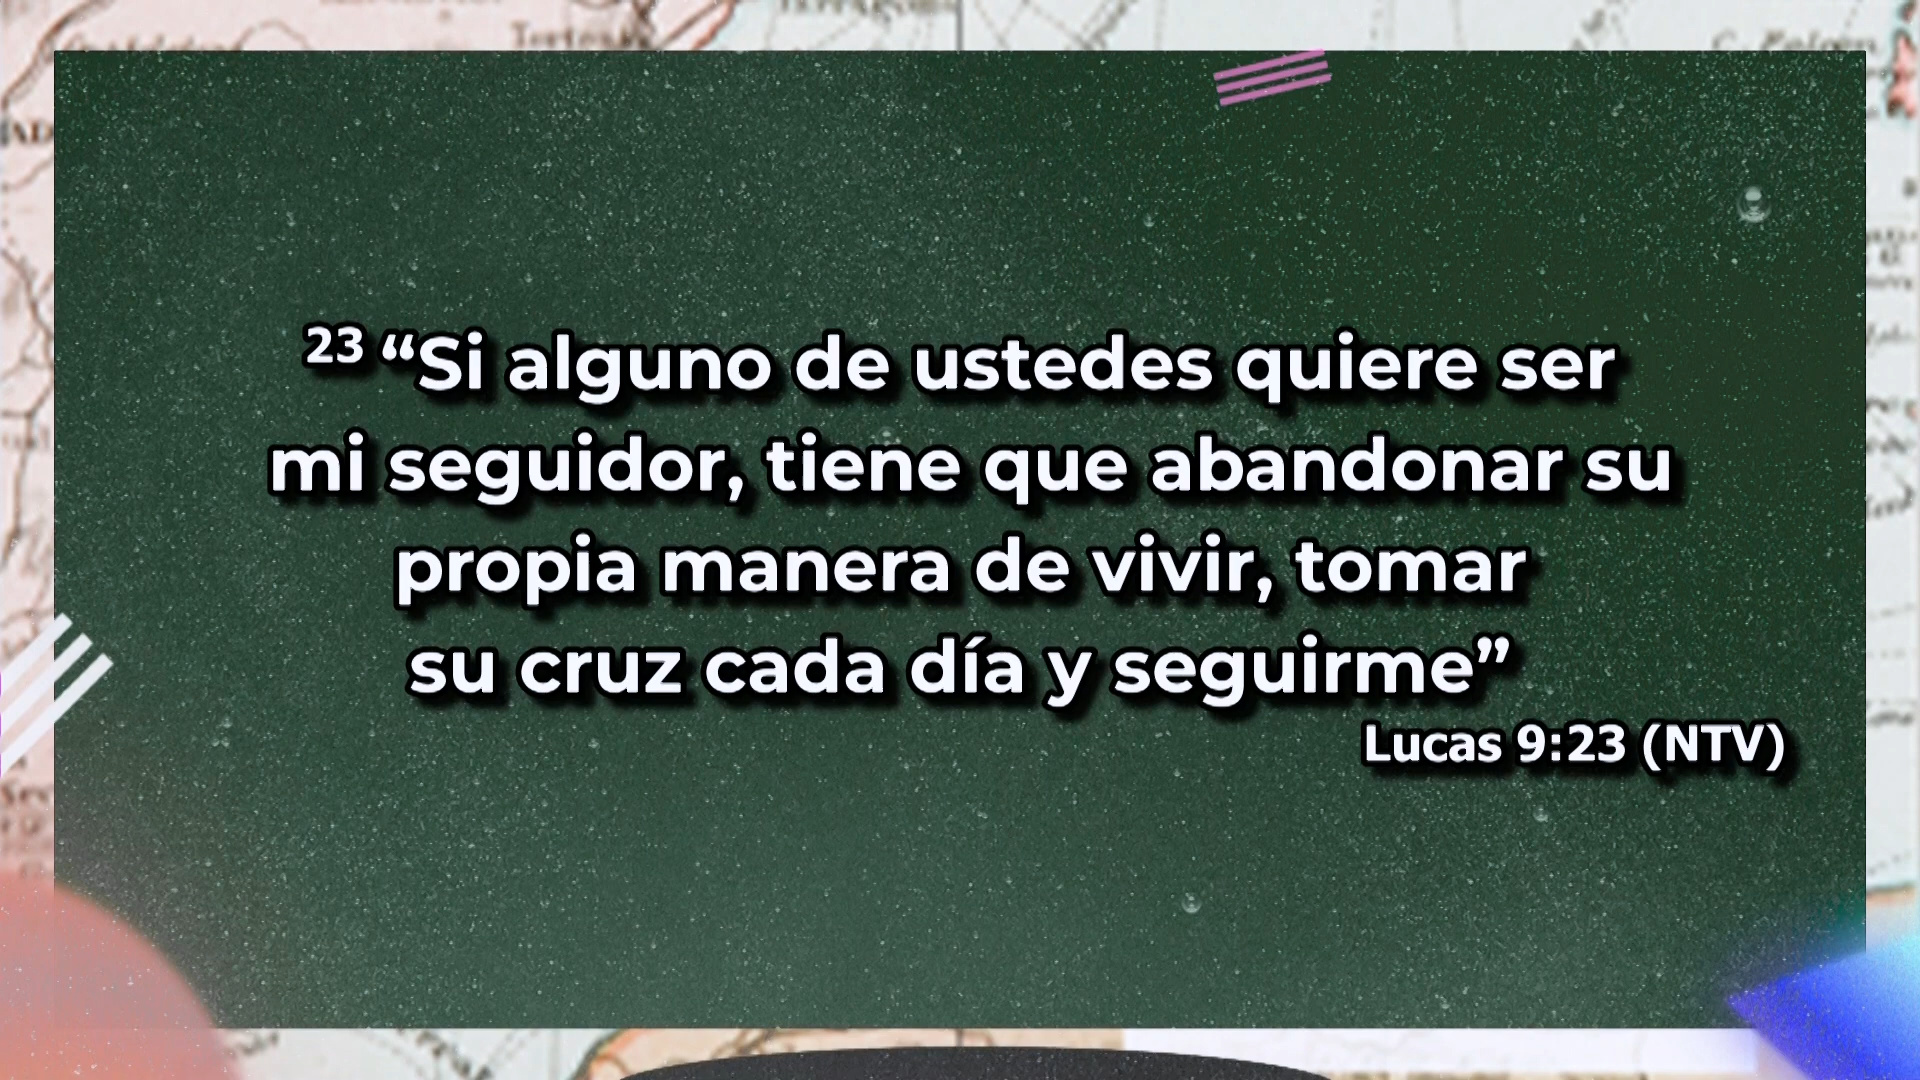 23 “Si alguno de ustedes quiere ser
mi seguidor, tiene que abandonar su
propia manera de vivir, tomar
su cruz cada día y seguirme”
Lucas 9:23 (NTV)